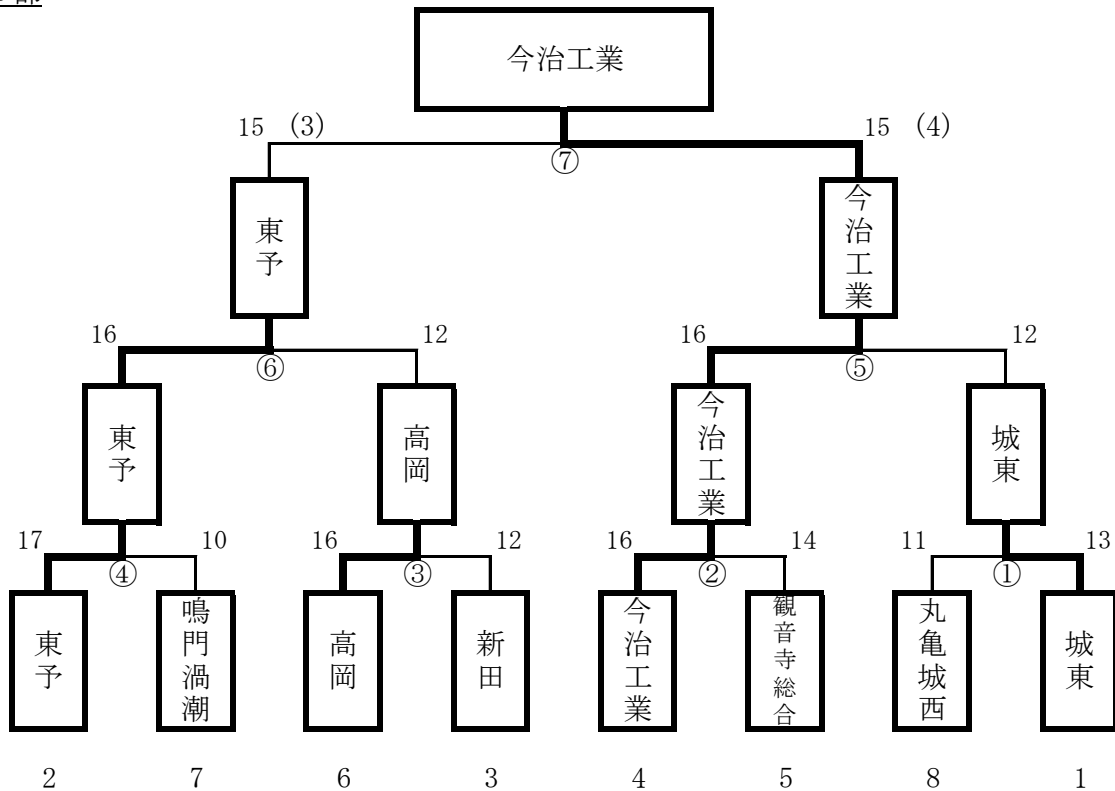 部
今治工業
15 (3) 15 (4)
⑦
東予 今治工業
16 12 16 12
⑥ ⑤
東予 高岡 今治工業 城東
17 10 16 12 16 14 11 13
④ ③ ② ①
東予 鳴門渦潮 高岡 新田 今治工業 観音寺総合 丸亀城西 城東
2 7 6 3 4 5 8 1